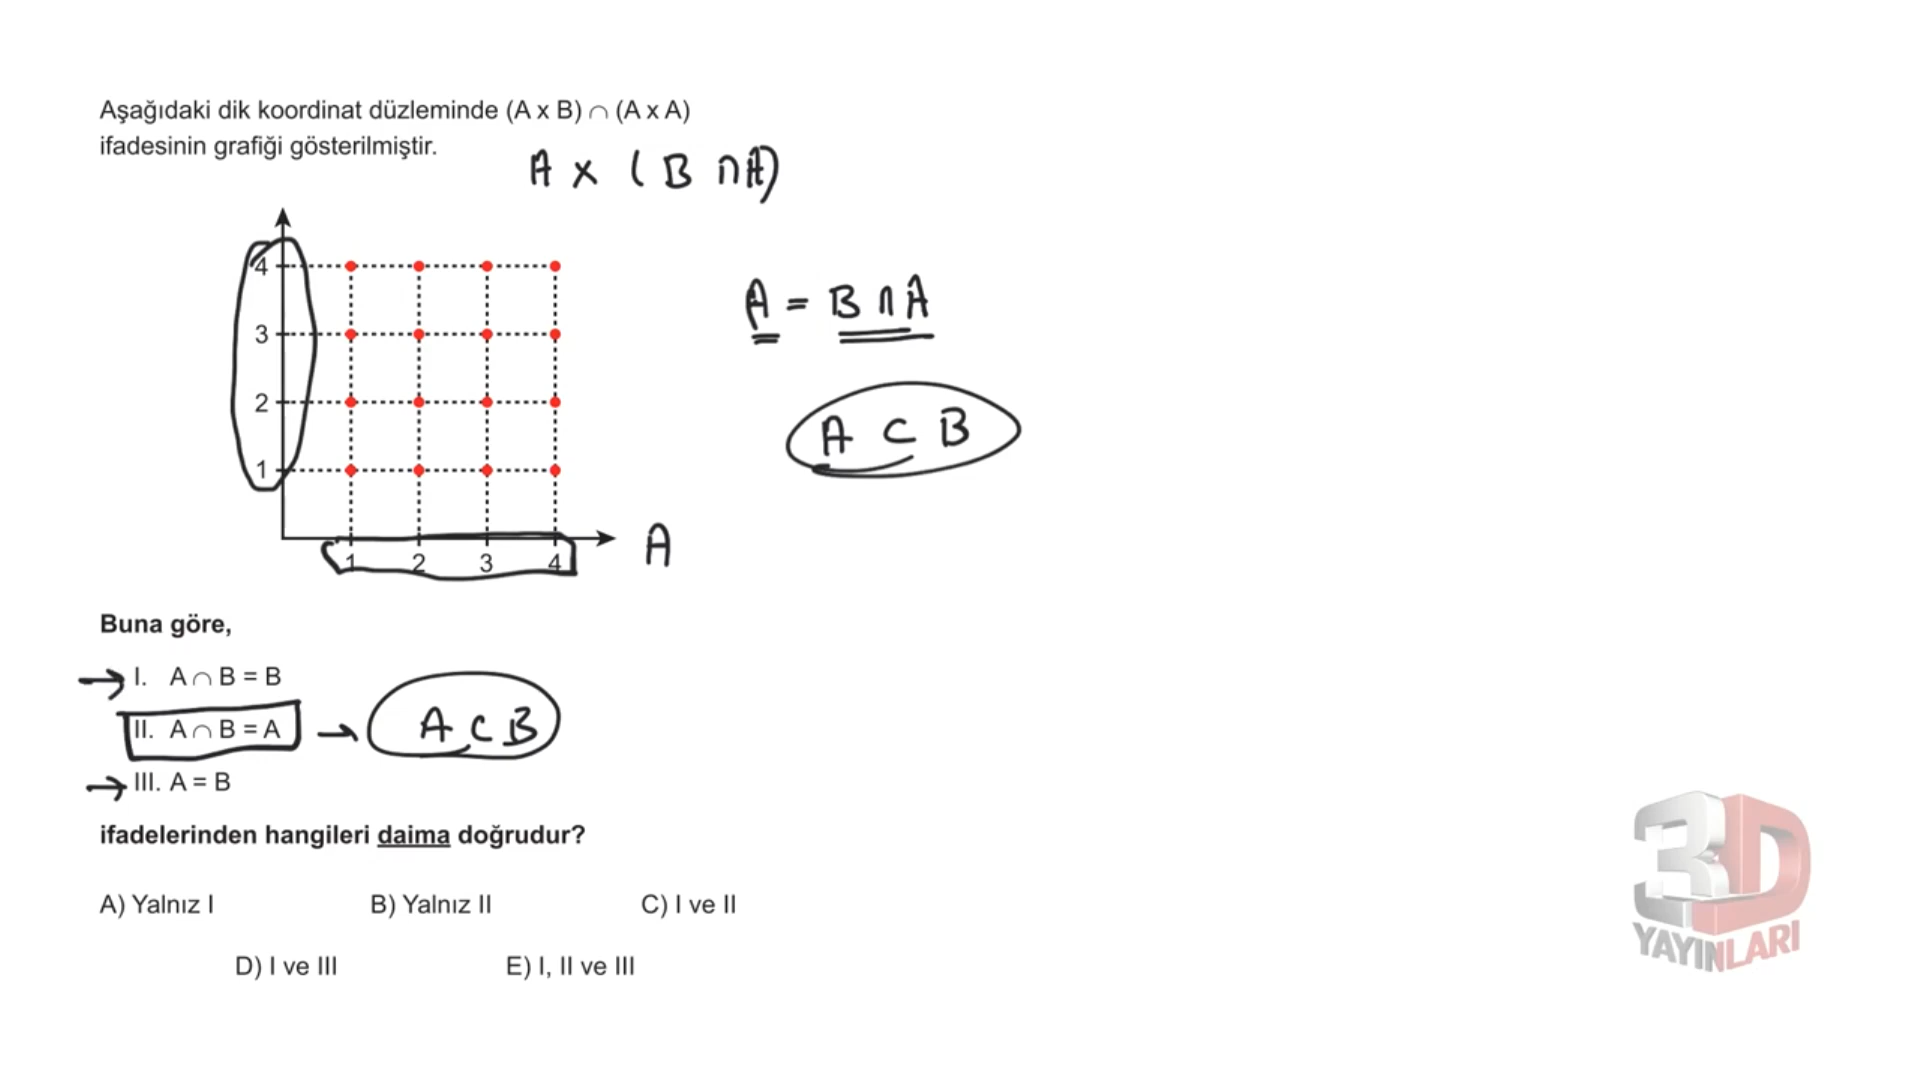 Aşağıdaki dik koordinat düzleminde (A x B) ∩ (A x A)
ifadesinin grafiği gösterilmiştir.
A x ( B ∩ A)
4
3
2
1
1 2 3 4
A
A = B ∩ A
A ⊂ B
Buna göre,
I. A ∩ B = B
II. A ∩ B = A → A ⊂ B
III. A = B
ifadelerinden hangileri daima doğrudur?
A) Yalnız I B) Yalnız II C) I ve II
D) I ve III E) I, II ve III
3D
YAYINLARI